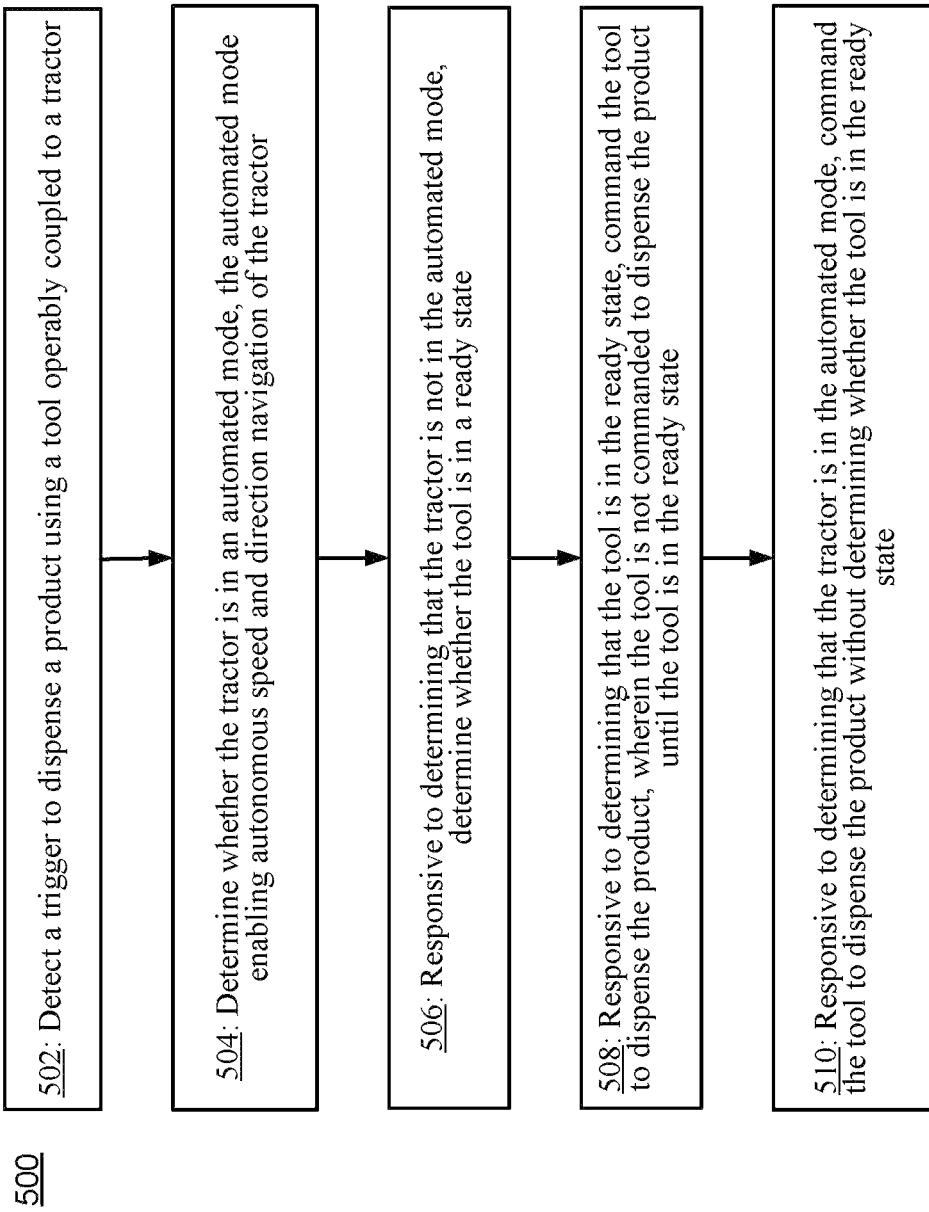 500
502: Detect a trigger to dispense a product using a tool operably coupled to a tractor
504: Determine whether the tractor is in an automated mode, the automated mode
enabling autonomous speed and direction navigation of the tractor
506: Responsive to determining that the tractor is not in the automated mode,
determine whether the tool is in a ready state
508: Responsive to determining that the tool is in the ready state, command the tool
to dispense the product, wherein the tool is not commanded to dispense the product
until the tool is in the ready state
510: Responsive to determining that the tractor is in the automated mode, command
the tool to dispense the product without determining whether the tool is in the ready
state